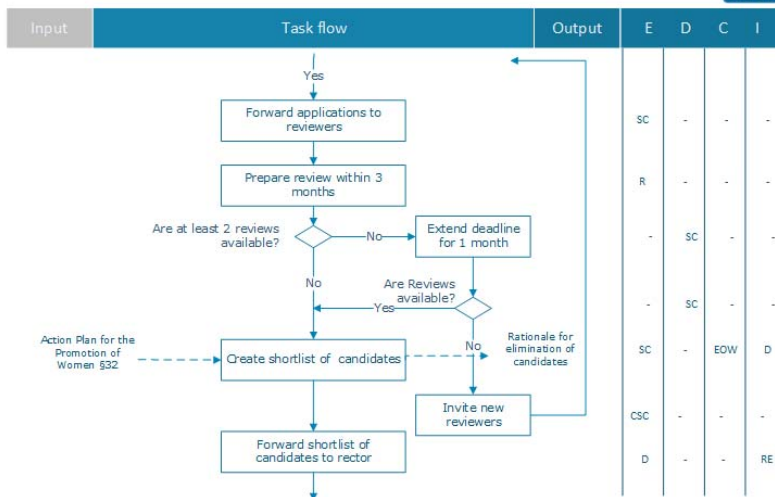 Input Task flow Output E D C I
Yes
Forward applications to
reviewers
SC - - -
Prepare review within 3
months
R - - -
Are at least 2 reviews
available?
No
Extend deadline
for 1 month
- SC - -
No
Are Reviews
available?
Yes
- SC - -
Action Plan for the
Promotion of
Women §32
Create shortlist of candidates
No
Rationale for
elimination of
candidates
SC - EOW D
Invite new
reviewers
CSC - - -
Forward shortlist of
candidates to rector
D - - RE